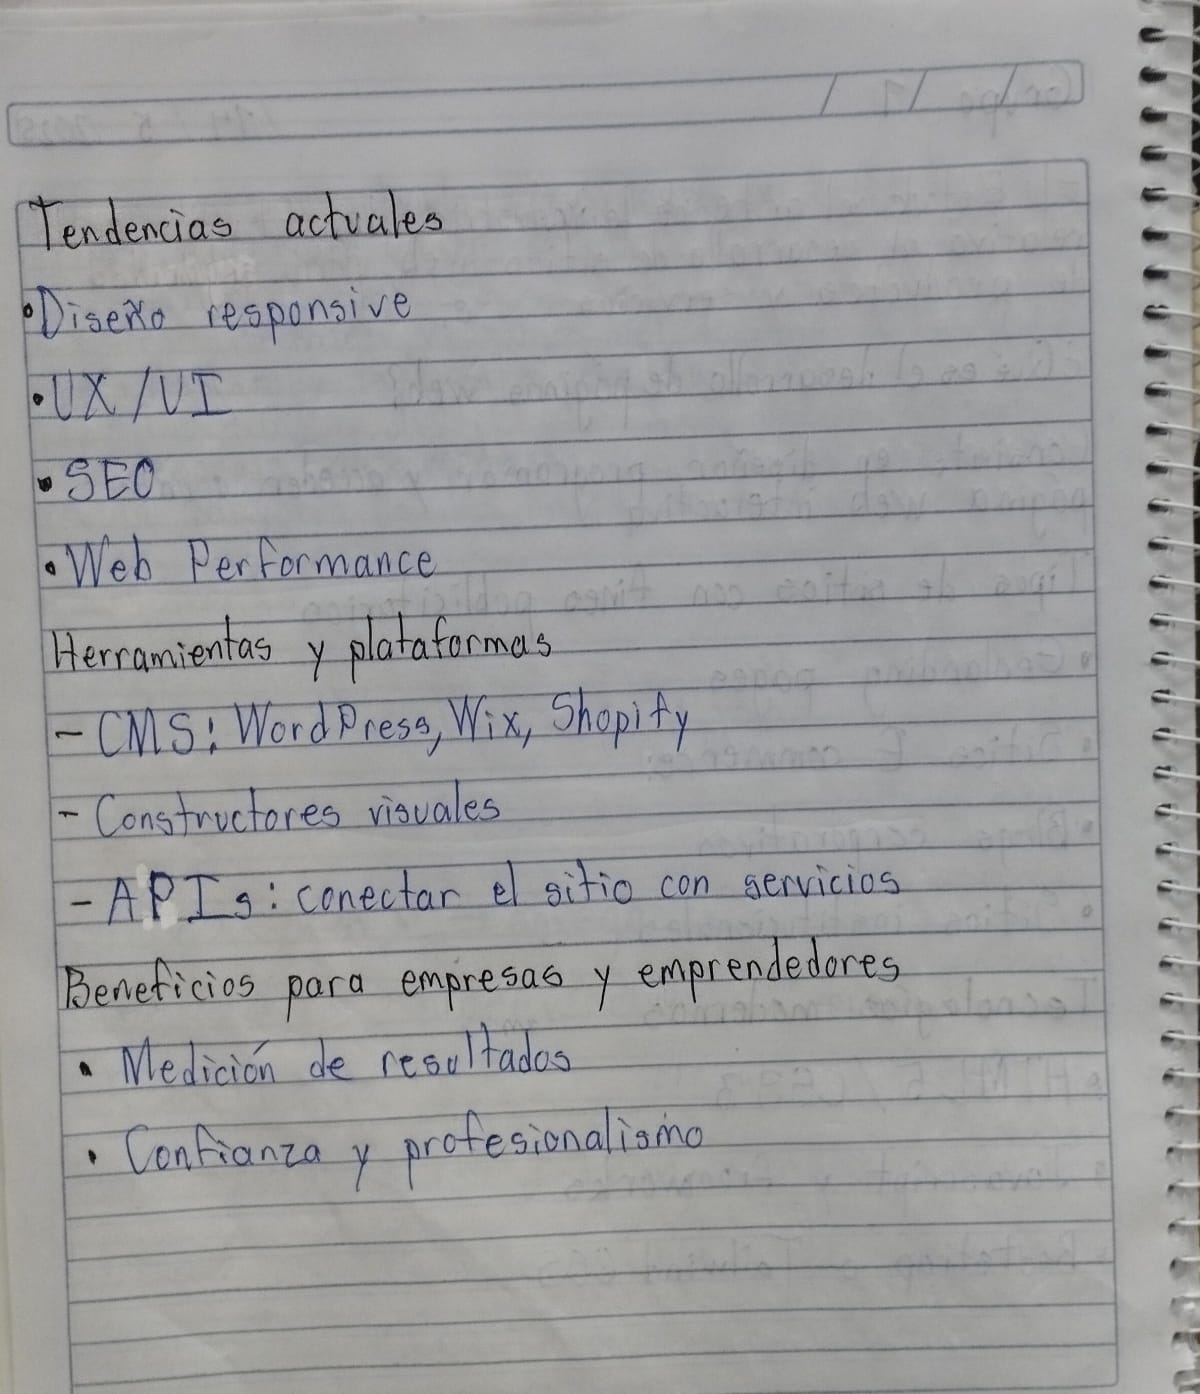 Tendencias actuales
• Diseño responsive
• UX/UI
• SEO
• Web Performance
Herramientas y plataformas
- CMS: WordPress, Wix, Shopify
- Constructores visuales
- APIs: conectar el sitio con servicios
Beneficios para empresas y emprendedores
• Medición de resultados
• Confianza y profesionalismo